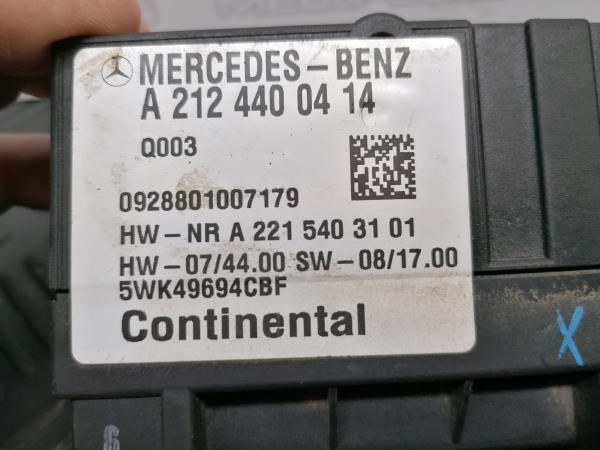 MERCEDES-BENZ
A 212 440 04 14
Q003
0928801007179
HW-NR A 221 540 31 01
HW-07/44.00 SW-08/17.00
5WK49694CBF
Continental
X